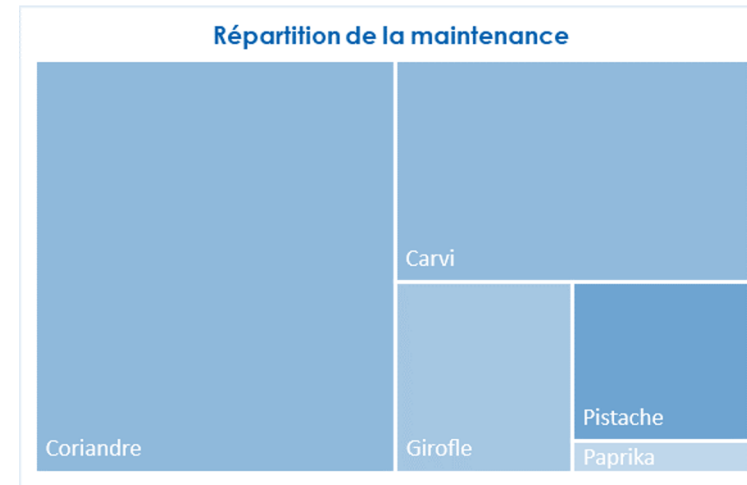 Répartition de la maintenance
Carvi
Coriandre
Girofle
Pistache
Paprika